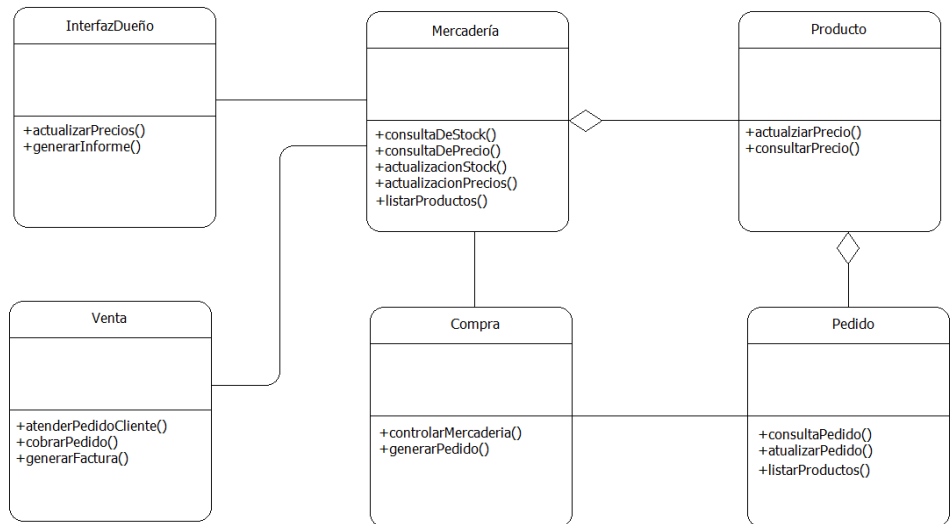 InterfazDueño
+actualizarPrecios()
+generarInforme()
Mercadería
+consultaDeStock()
+consultaDePrecio()
+actualizacionStock()
+actualizacionPrecios()
+listarProductos()
Producto
+actualziarPrecio()
+consultarPrecio()
Venta
+atenderPedidoCliente()
+cobrarPedido()
+generarFactura()
Compra
+controlarMercaderia()
+generarPedido()
Pedido
+consultaPedido()
+atualizarPedido()
+listarProductos()